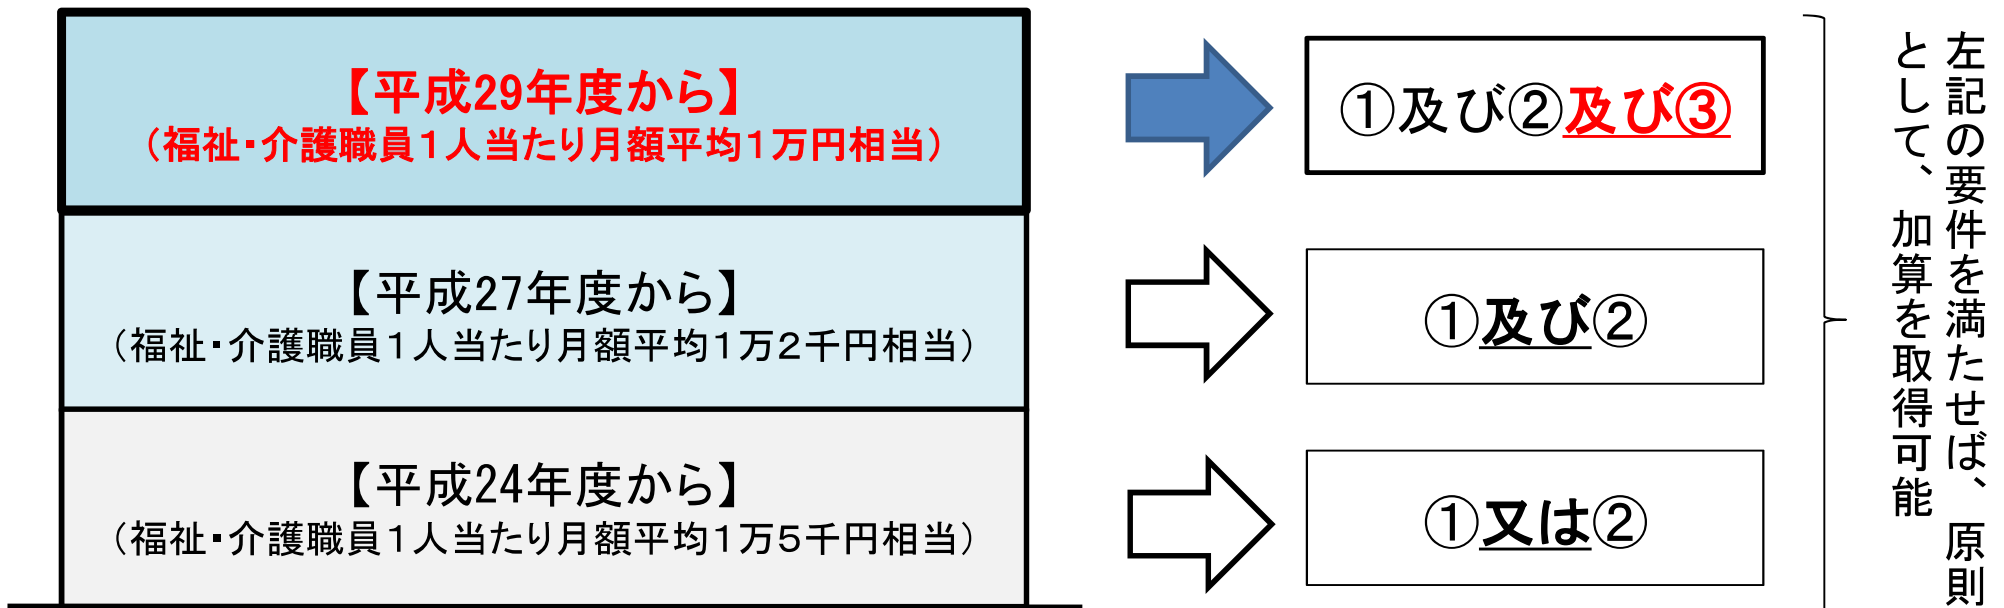 【平成29年度から】
（福祉・介護職員１人当たり月額平均１万円相当）
①及び②及び③
【平成27年度から】
（福祉・介護職員１人当たり月額平均１万２千円相当）
①及び②
【平成24年度から】
（福祉・介護職員１人当たり月額平均１万５千円相当）
①又は②
左記の要件を満たせば、原則
として、加算を取得可能